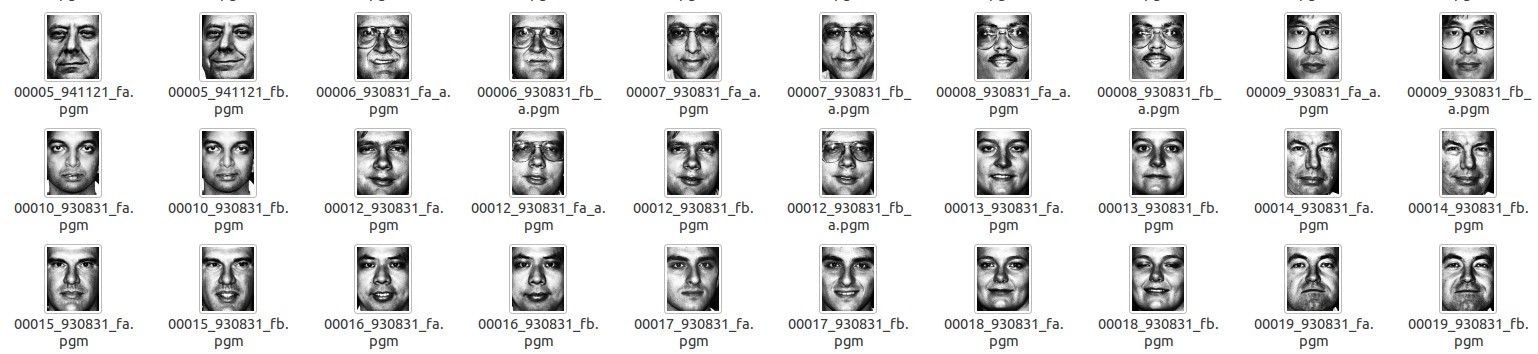 00005_941121_fa. 00005_941121_fb. 00006_930831_fa_a. 00006_930831_fb_ 00007_930831_fa_a. 00007_930831_fb_ 00008_930831_fa_a. 00008_930831_fb_ 00009_930831_fa_a. 00009_930831_fb_
pgm pgm pgm a.pgm pgm a.pgm pgm a.pgm pgm a.pgm
00010_930831_fa. 00010_930831_fb. 00012_930831_fa. 00012_930831_fa_a. 00012_930831_fb. 00012_930831_fb_ 00013_930831_fa. 00013_930831_fb. 00014_930831_fa. 00014_930831_fb.
pgm pgm pgm pgm pgm a.pgm pgm pgm pgm pgm
00015_930831_fa. 00015_930831_fb. 00016_930831_fa. 00016_930831_fb. 00017_930831_fa. 00017_930831_fb. 00018_930831_fa. 00018_930831_fb. 00019_930831_fa. 00019_930831_fb.
pgm pgm pgm pgm pgm pgm pgm pgm pgm pgm